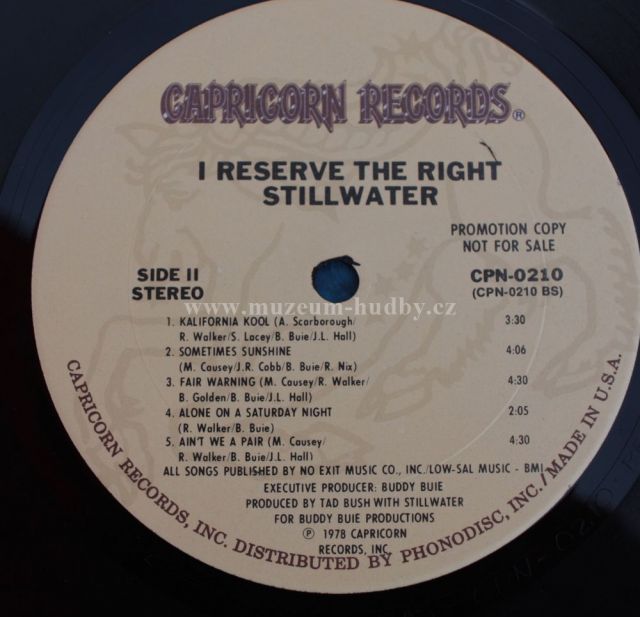 CAPRICORN RECORDS®
I RESERVE THE RIGHT
STILLWATER
PROMOTION COPY
NOT FOR SALE
SIDE II
STEREO
CPN-0210
(CPN-0210 BS)
www.muzeum-hudby.cz
1. KALIFORNIA KOOL (A. Scarborough/ 3:30
R. Walker/S. Lacey/B. Buie/J.L. Hall)
2. SOMETIMES SUNSHINE 4:06
(M. Causey/J.R. Cobb/B. Buie/R. Nix)
3. FAIR WARNING (M. Causey/R. Walker/ 4:30
B. Golden/B. Buie/J.L. Hall)
4. ALONE ON A SATURDAY NIGHT 2:05
(R. Walker/B. Buie)
5. AIN'T WE A PAIR (M. Causey/ 4:30
R. Walker/B. Buie/J.L. Hall)
ALL SONGS PUBLISHED BY NO EXIT MUSIC CO., INC./LOW-SAL MUSIC - BMI
EXECUTIVE PRODUCER: BUDDY BUIE
PRODUCED BY TAD BUSH WITH STILLWATER
FOR BUDDY BUIE PRODUCTIONS
℗ 1978 CAPRICORN
RECORDS, INC.
CAPRICORN RECORDS, INC. DISTRIBUTED BY PHONODISC, INC./MADE IN U.S.A.